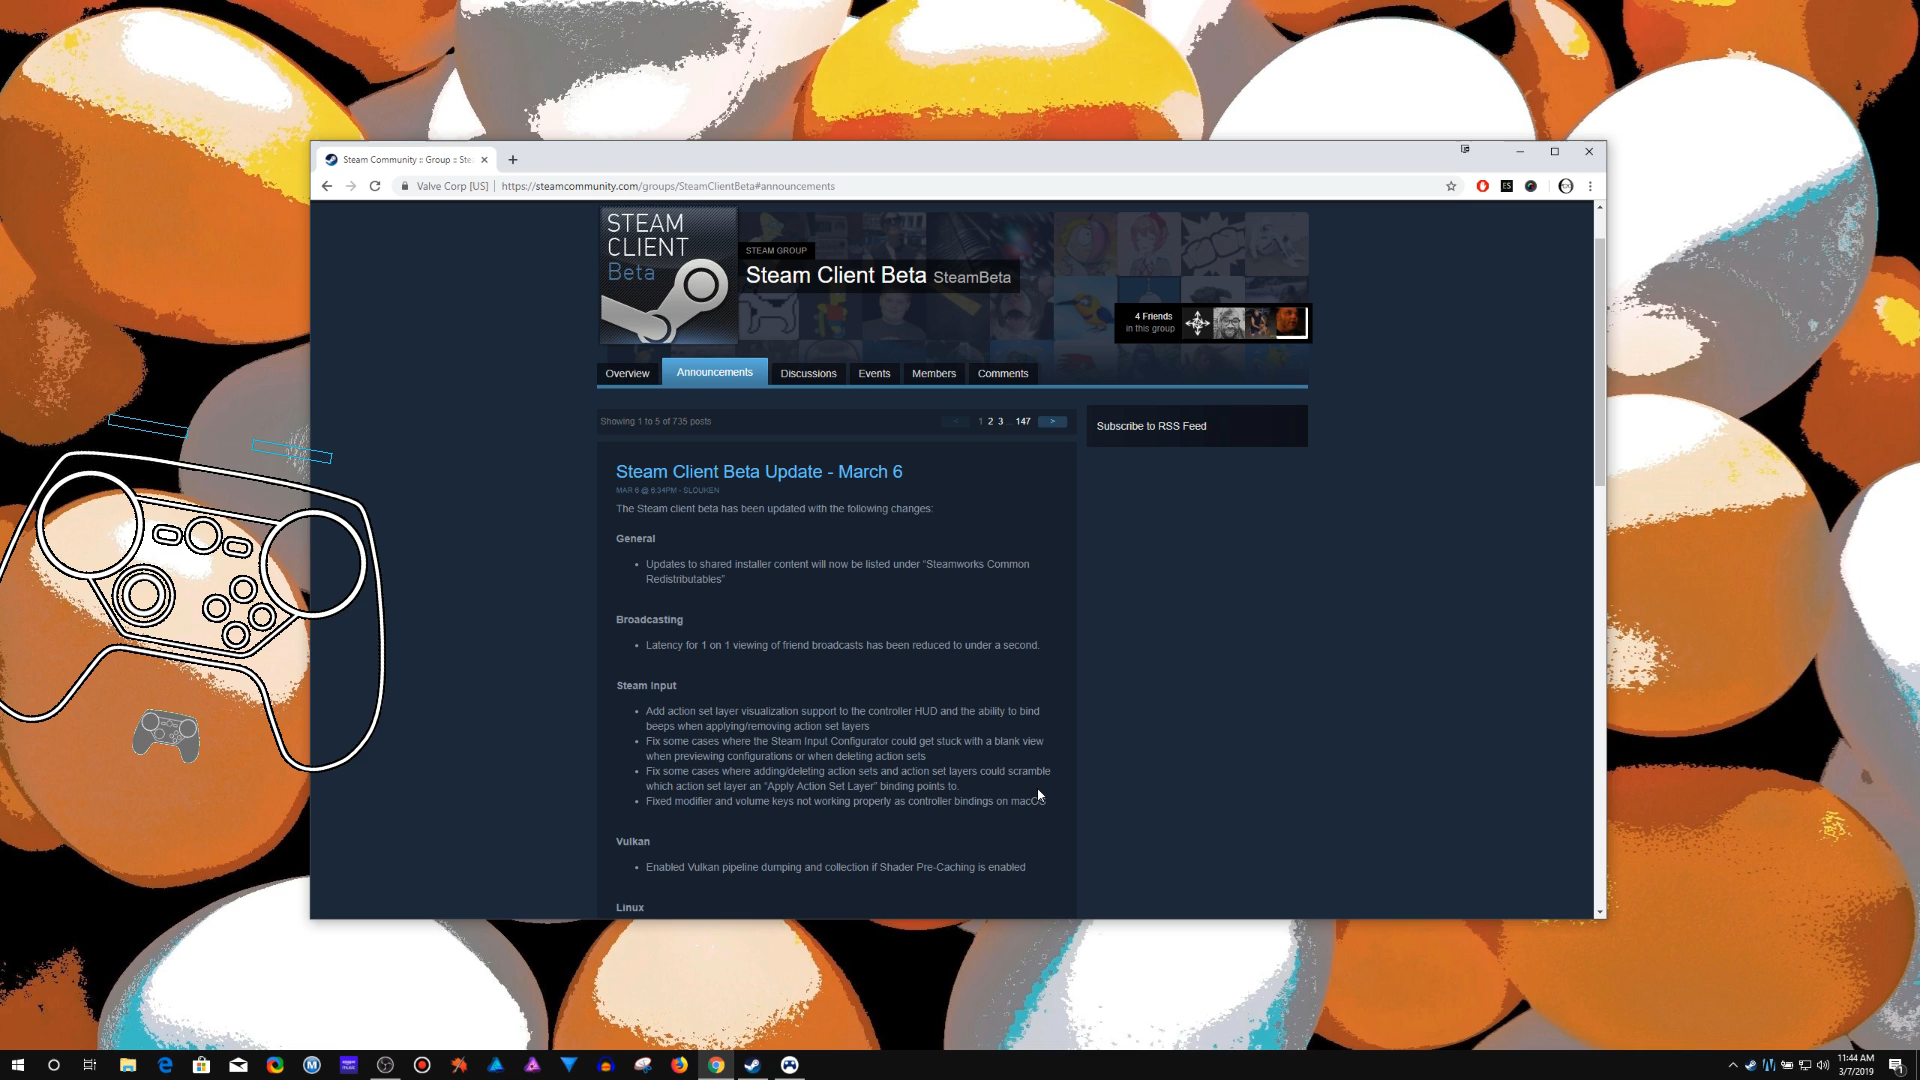 Steam Community :: Group :: Ste
Valve Corp [US]
https://steamcommunity.com/groups/SteamClientBeta#announcements
STEAM
CLIENT
Beta
STEAM GROUP
Steam Client Beta SteamBeta
4 Friends
in this group
Overview
Announcements
Discussions
Events
Members
Comments
Showing 1 to 5 of 735 posts
< 1 2 3 ... 147 >
Subscribe to RSS Feed
Steam Client Beta Update - March 6
MAR 6 @ 6:34PM - SLOUKEN
The Steam client beta has been updated with the following changes:
General
• Updates to shared installer content will now be listed under “Steamworks Common
Redistributables”
Broadcasting
• Latency for 1 on 1 viewing of friend broadcasts has been reduced to under a second.
Steam Input
• Add action set layer visualization support to the controller HUD and the ability to bind
beeps when applying/removing action set layers
• Fix some cases where the Steam Input Configurator could get stuck with a blank view
when previewing configurations or when deleting action sets
• Fix some cases where adding/deleting action sets and action set layers could scramble
which action set layer an “Apply Action Set Layer” binding points to.
• Fixed modifier and volume keys not working properly as controller bindings on macOS
Vulkan
• Enabled Vulkan pipeline dumping and collection if Shader Pre-Caching is enabled
Linux
11:44 AM
3/7/2019